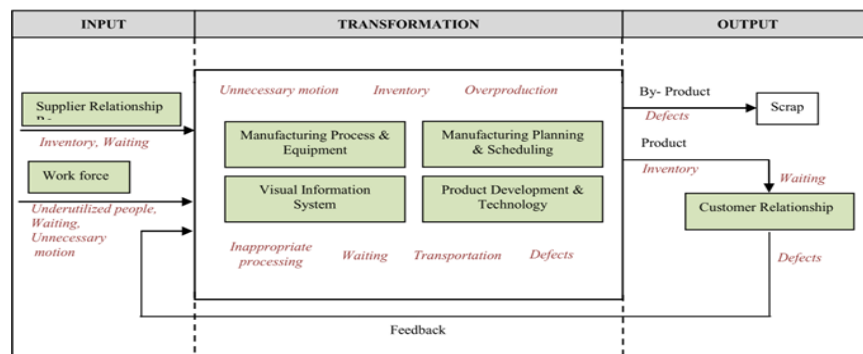 INPUT
TRANSFORMATION
OUTPUT
Supplier Relationship
Inventory, Waiting
Work force
Underutilized people,
Waiting,
Unnecessary
motion
Unnecessary motion
Inventory
Overproduction
Manufacturing Process &
Equipment
Manufacturing Planning
& Scheduling
Visual Information
System
Product Development &
Technology
Inappropriate
processing
Waiting
Transportation
Defects
By- Product
Defects
Scrap
Product
Inventory
Waiting
Customer Relationship
Defects
Feedback